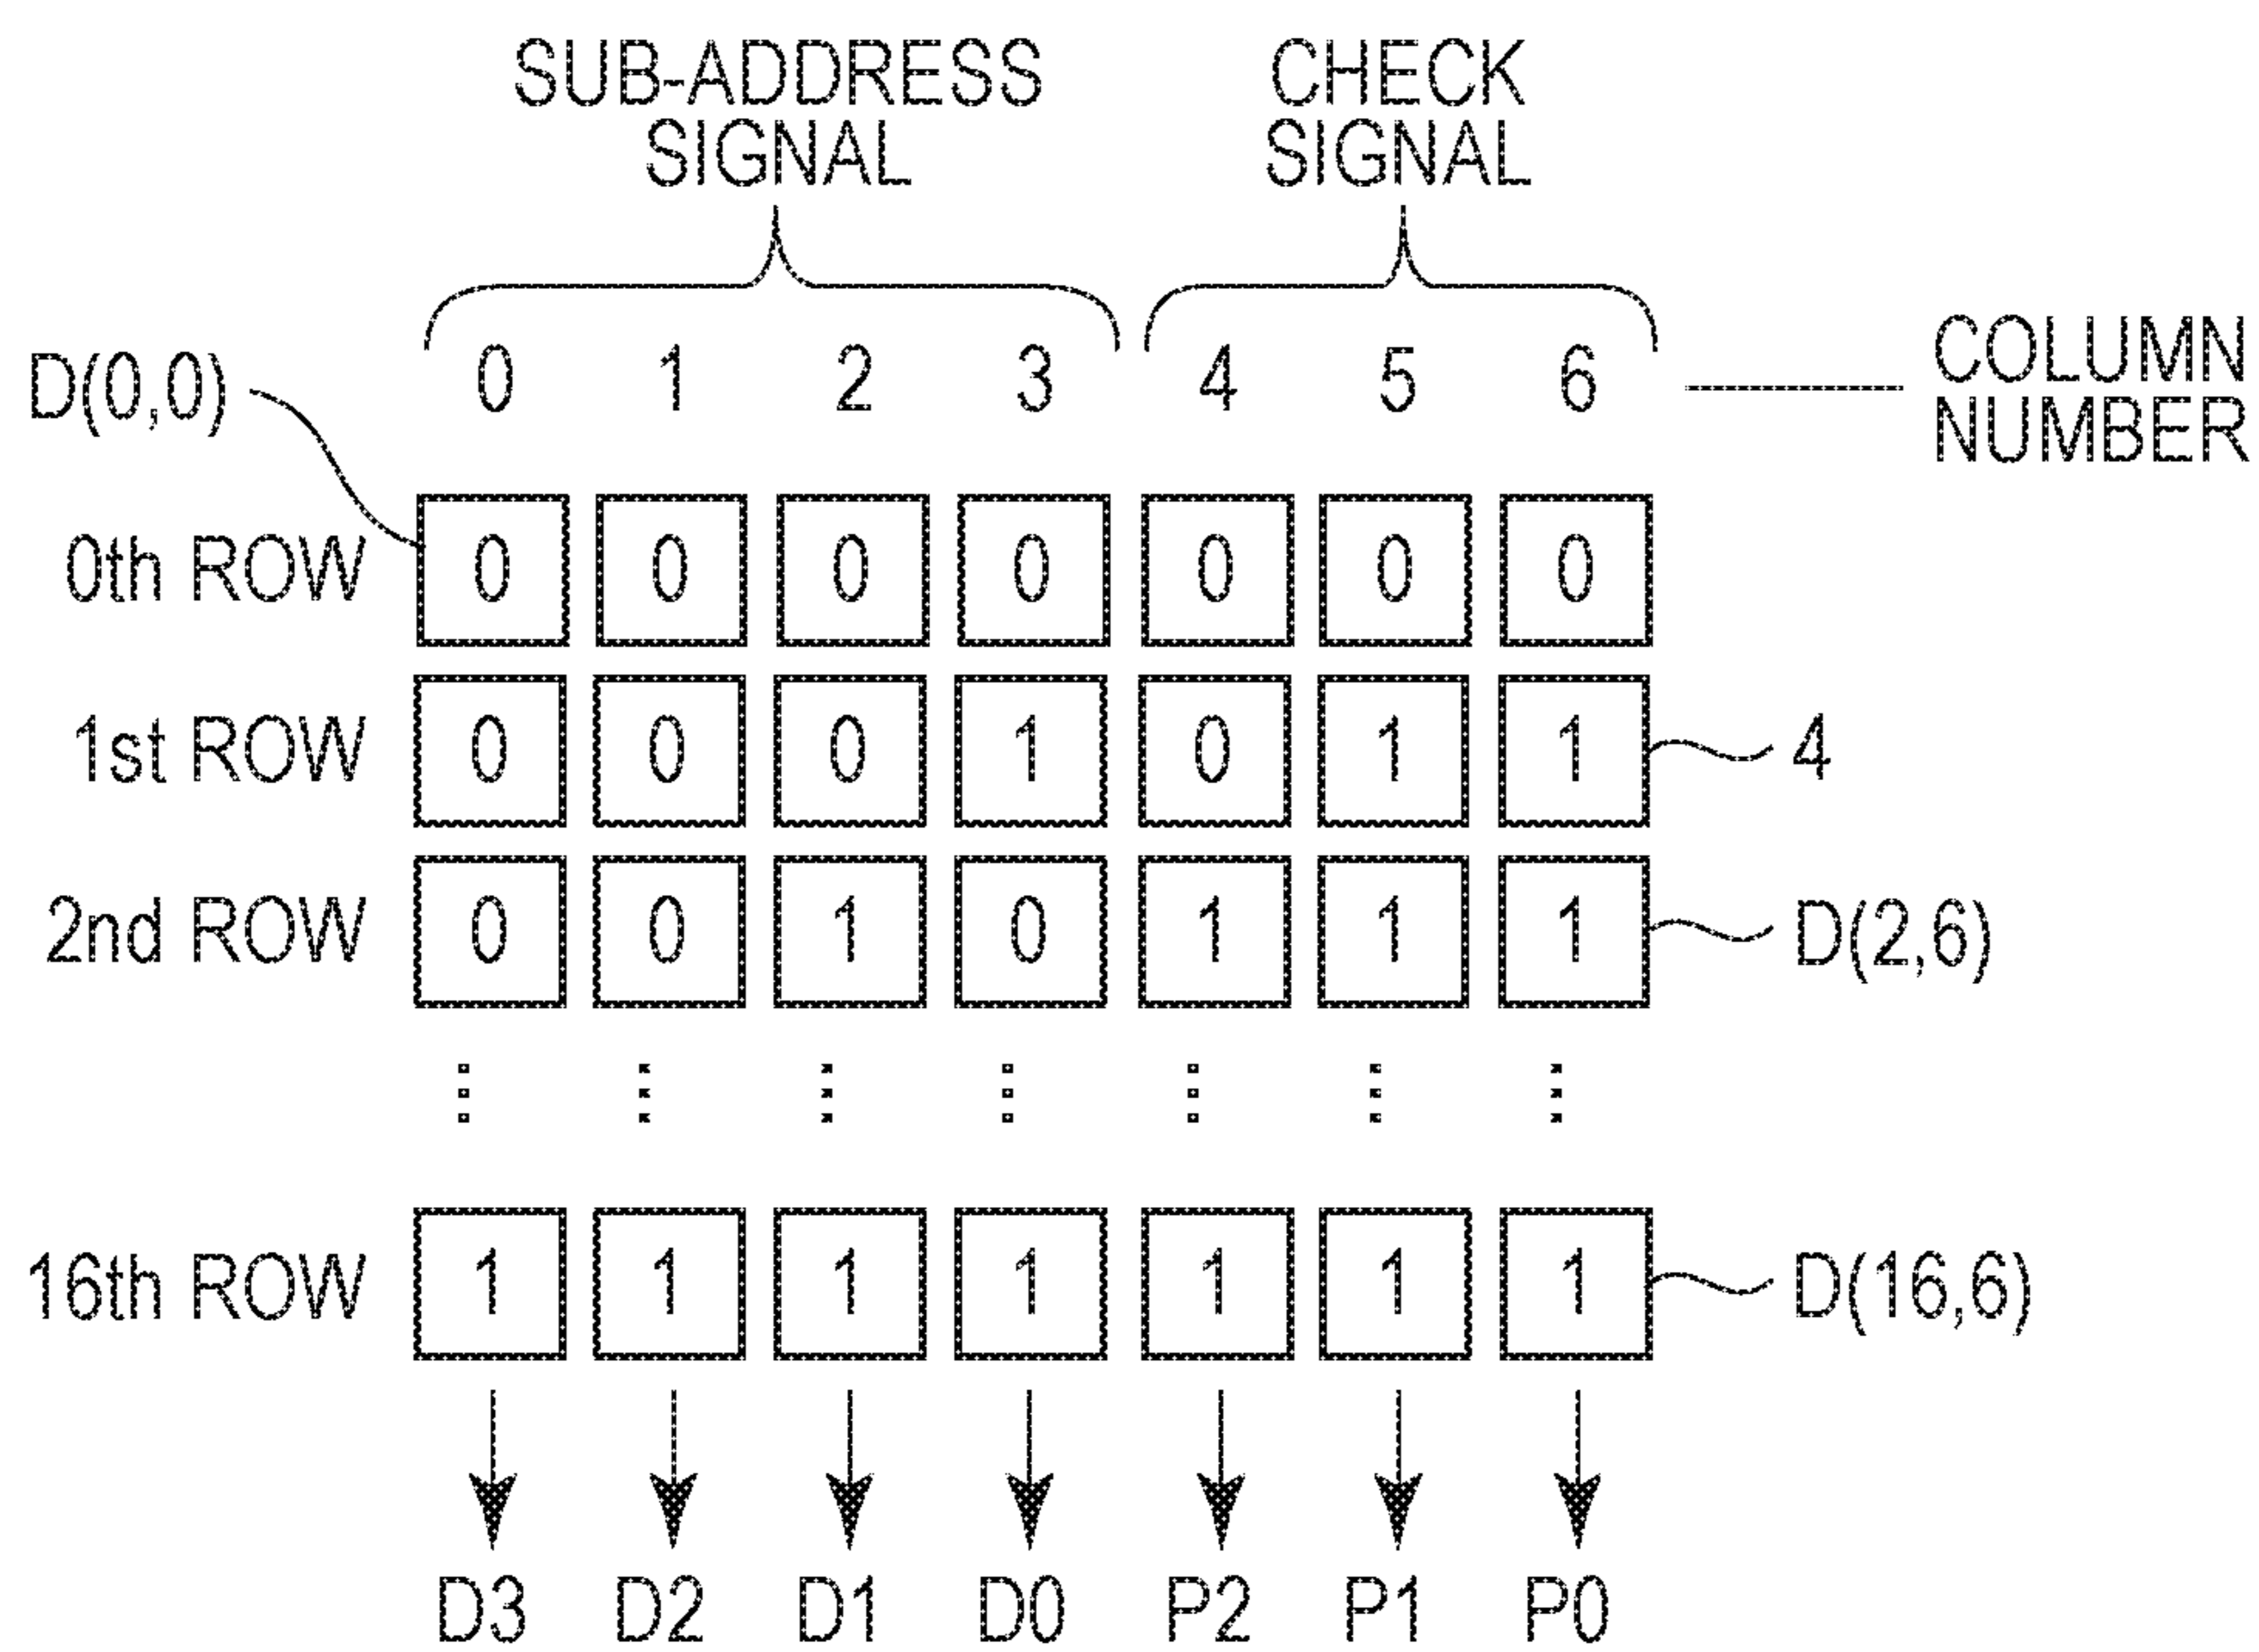 SUB-ADDRESS
SIGNAL
CHECK
SIGNAL
D(0,0)
0 1 2 3 4 5 6
COLUMN
NUMBER
0th ROW 0 0 0 0 0 0 0
1st ROW 0 0 0 1 0 1 1 4
2nd ROW 0 0 1 0 1 1 1 D(2,6)
16th ROW 1 1 1 1 1 1 1 D(16,6)
D3 D2 D1 D0 P2 P1 P0